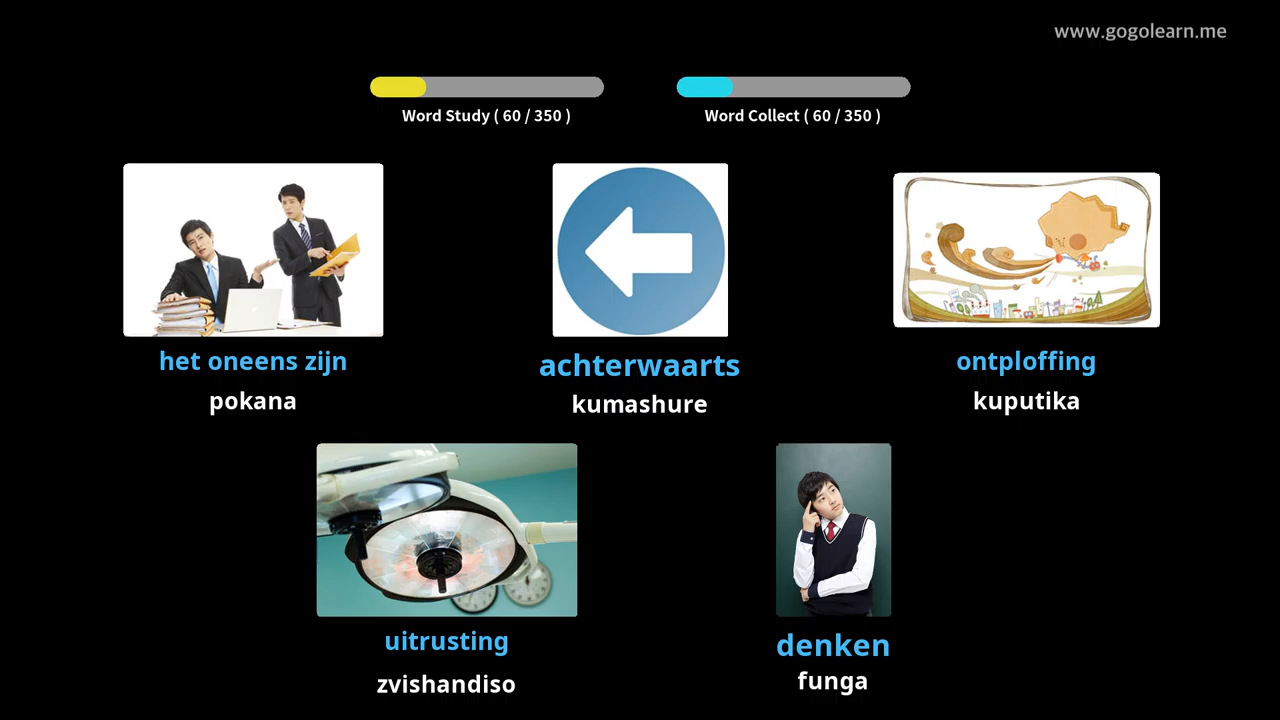 www.gogolearn.me
Word Study ( 60 / 350 )
Word Collect ( 60 / 350 )
het oneens zijn
pokana
achterwaarts
kumashure
ontploffing
kuputika
uitrusting
zvishandiso
denken
funga